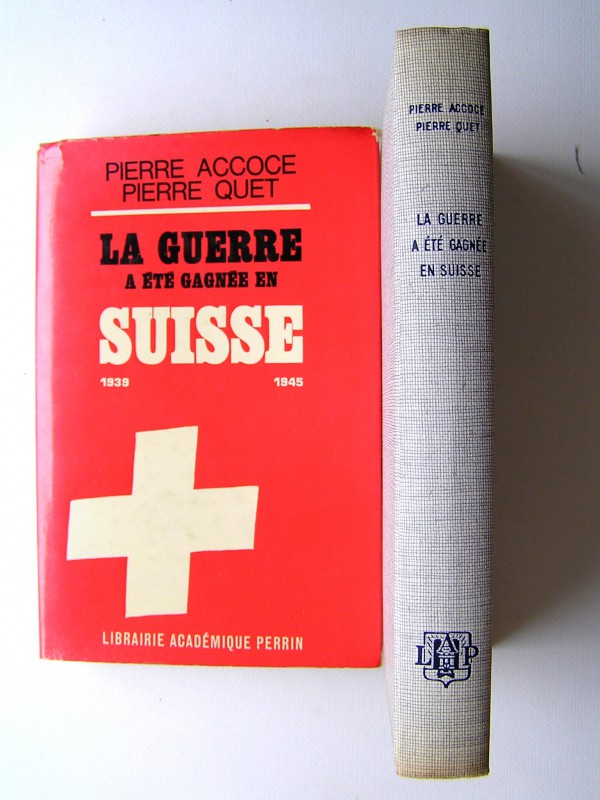 PIERRE ACCOCE
PIERRE QUET
LA GUERRE
A ÉTÉ GAGNÉE EN
SUISSE
1939 1945
LIBRAIRIE ACADÉMIQUE PERRIN
PIERRE ACCOCE
PIERRE QUET
LA GUERRE
A ÉTÉ GAGNÉE
EN SUISSE
L A P